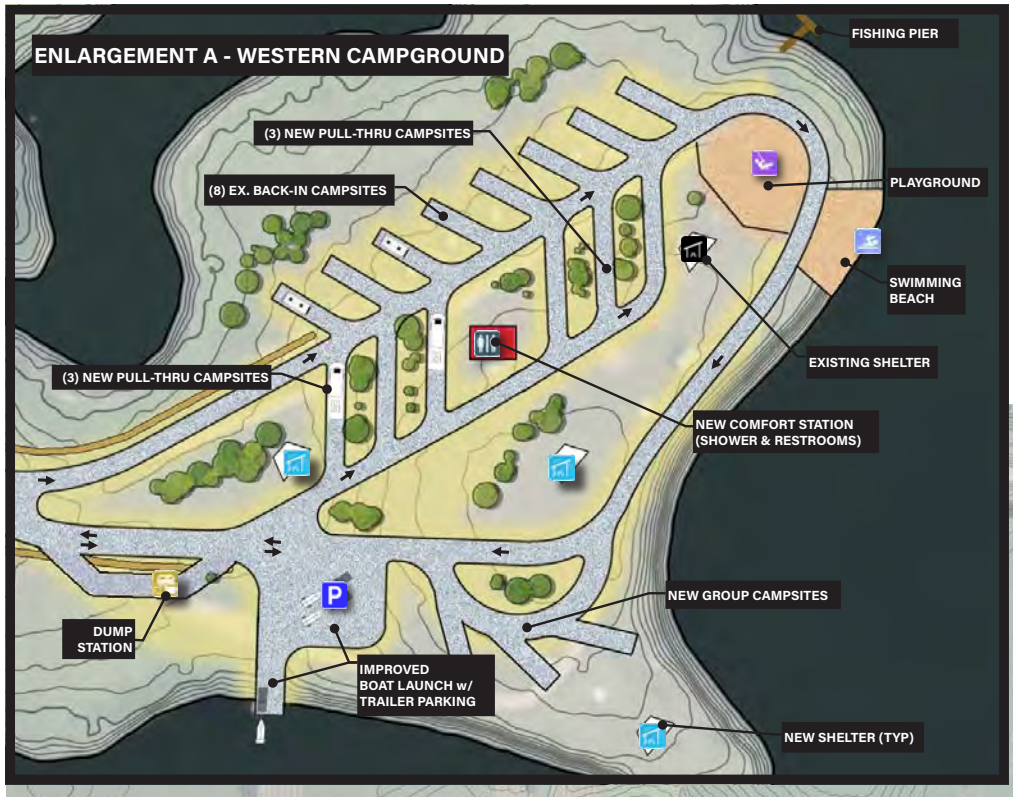 ENLARGEMENT A - WESTERN CAMPGROUND
FISHING PIER
(3) NEW PULL-THRU CAMPSITES
(8) EX. BACK-IN CAMPSITES
PLAYGROUND
SWIMMING
BEACH
EXISTING SHELTER
(3) NEW PULL-THRU CAMPSITES
NEW COMFORT STATION
(SHOWER & RESTROOMS)
P
NEW GROUP CAMPSITES
DUMP
STATION
IMPROVED
BOAT LAUNCH w/
TRAILER PARKING
NEW SHELTER (TYP)